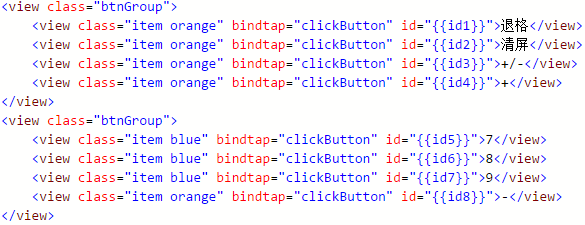 <view class="btnGroup">
<view class="item orange" bindtap="clickButton" id="{{id1}}">退格</view>
<view class="item orange" bindtap="clickButton" id="{{id2}}">清屏</view>
<view class="item orange" bindtap="clickButton" id="{{id3}}">+/-</view>
<view class="item orange" bindtap="clickButton" id="{{id4}}">+</view>
</view>
<view class="btnGroup">
<view class="item blue" bindtap="clickButton" id="{{id5}}">7</view>
<view class="item blue" bindtap="clickButton" id="{{id6}}">8</view>
<view class="item blue" bindtap="clickButton" id="{{id7}}">9</view>
<view class="item orange" bindtap="clickButton" id="{{id8}}">-</view>
</view>